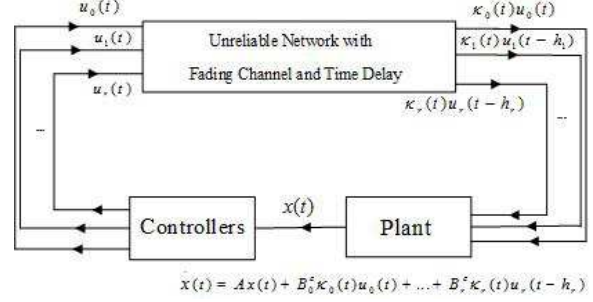 u₀(t)
κ₀(t)u₀(t)
u₁(t)
κ₁(t)u₁(t − h₁)
Unreliable Network with
Fading Channel and Time Delay
uᵣ(t)
κᵣ(t)uᵣ(t − hᵣ)
...
...
Controllers
x(t)
Plant
ẋ(t) = Ax(t) + B₀ᶜκ₀(t)u₀(t) + ... + Bᵣᶜκᵣ(t)uᵣ(t − hᵣ)